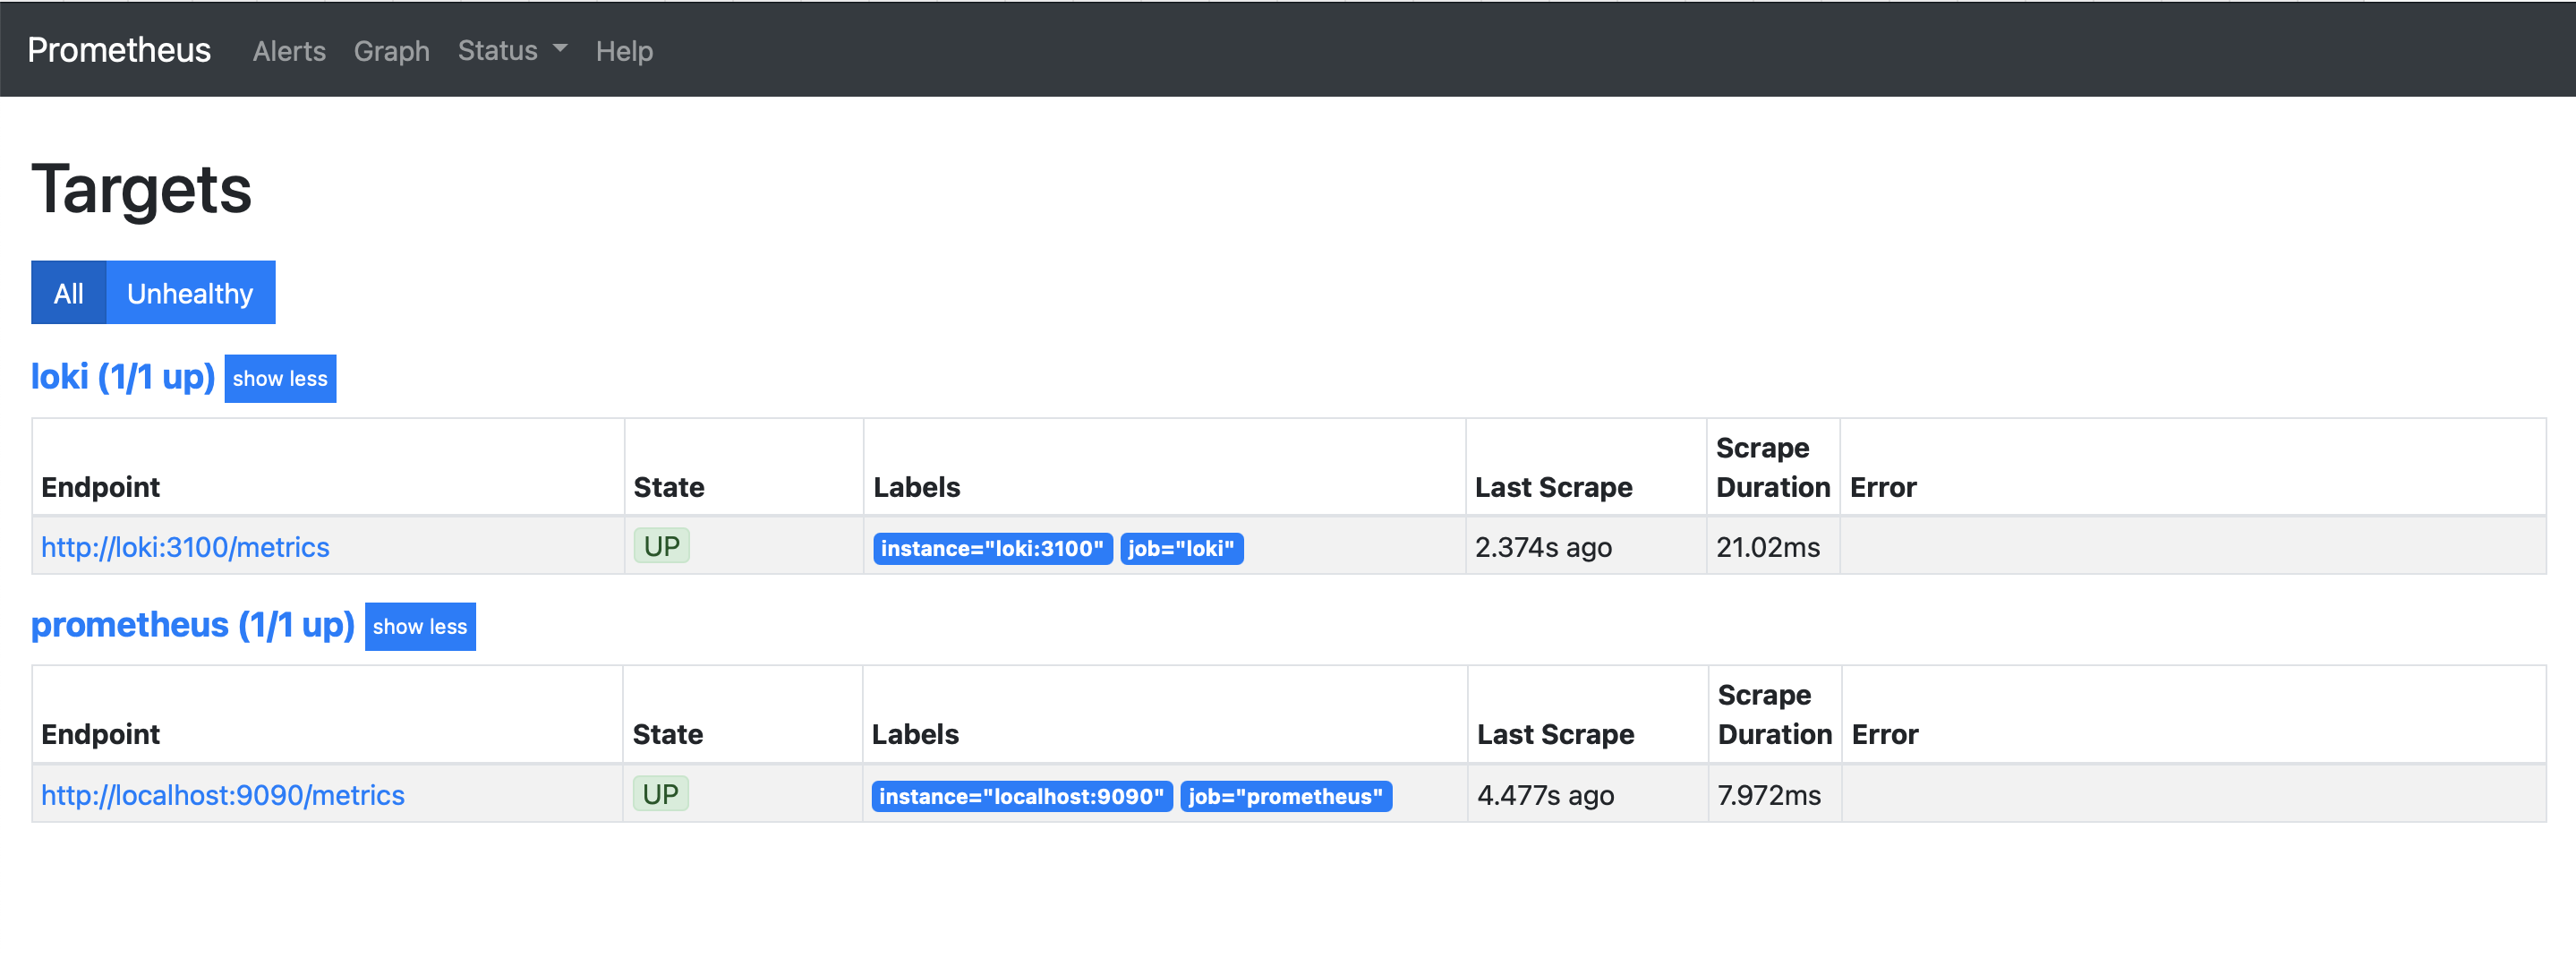 Prometheus Alerts Graph Status Help
Targets
All Unhealthy
loki (1/1 up) show less
Endpoint State Labels Last Scrape Scrape Duration Error
http://loki:3100/metrics UP instance="loki:3100" job="loki" 2.374s ago 21.02ms
prometheus (1/1 up) show less
Endpoint State Labels Last Scrape Scrape Duration Error
http://localhost:9090/metrics UP instance="localhost:9090" job="prometheus" 4.477s ago 7.972ms